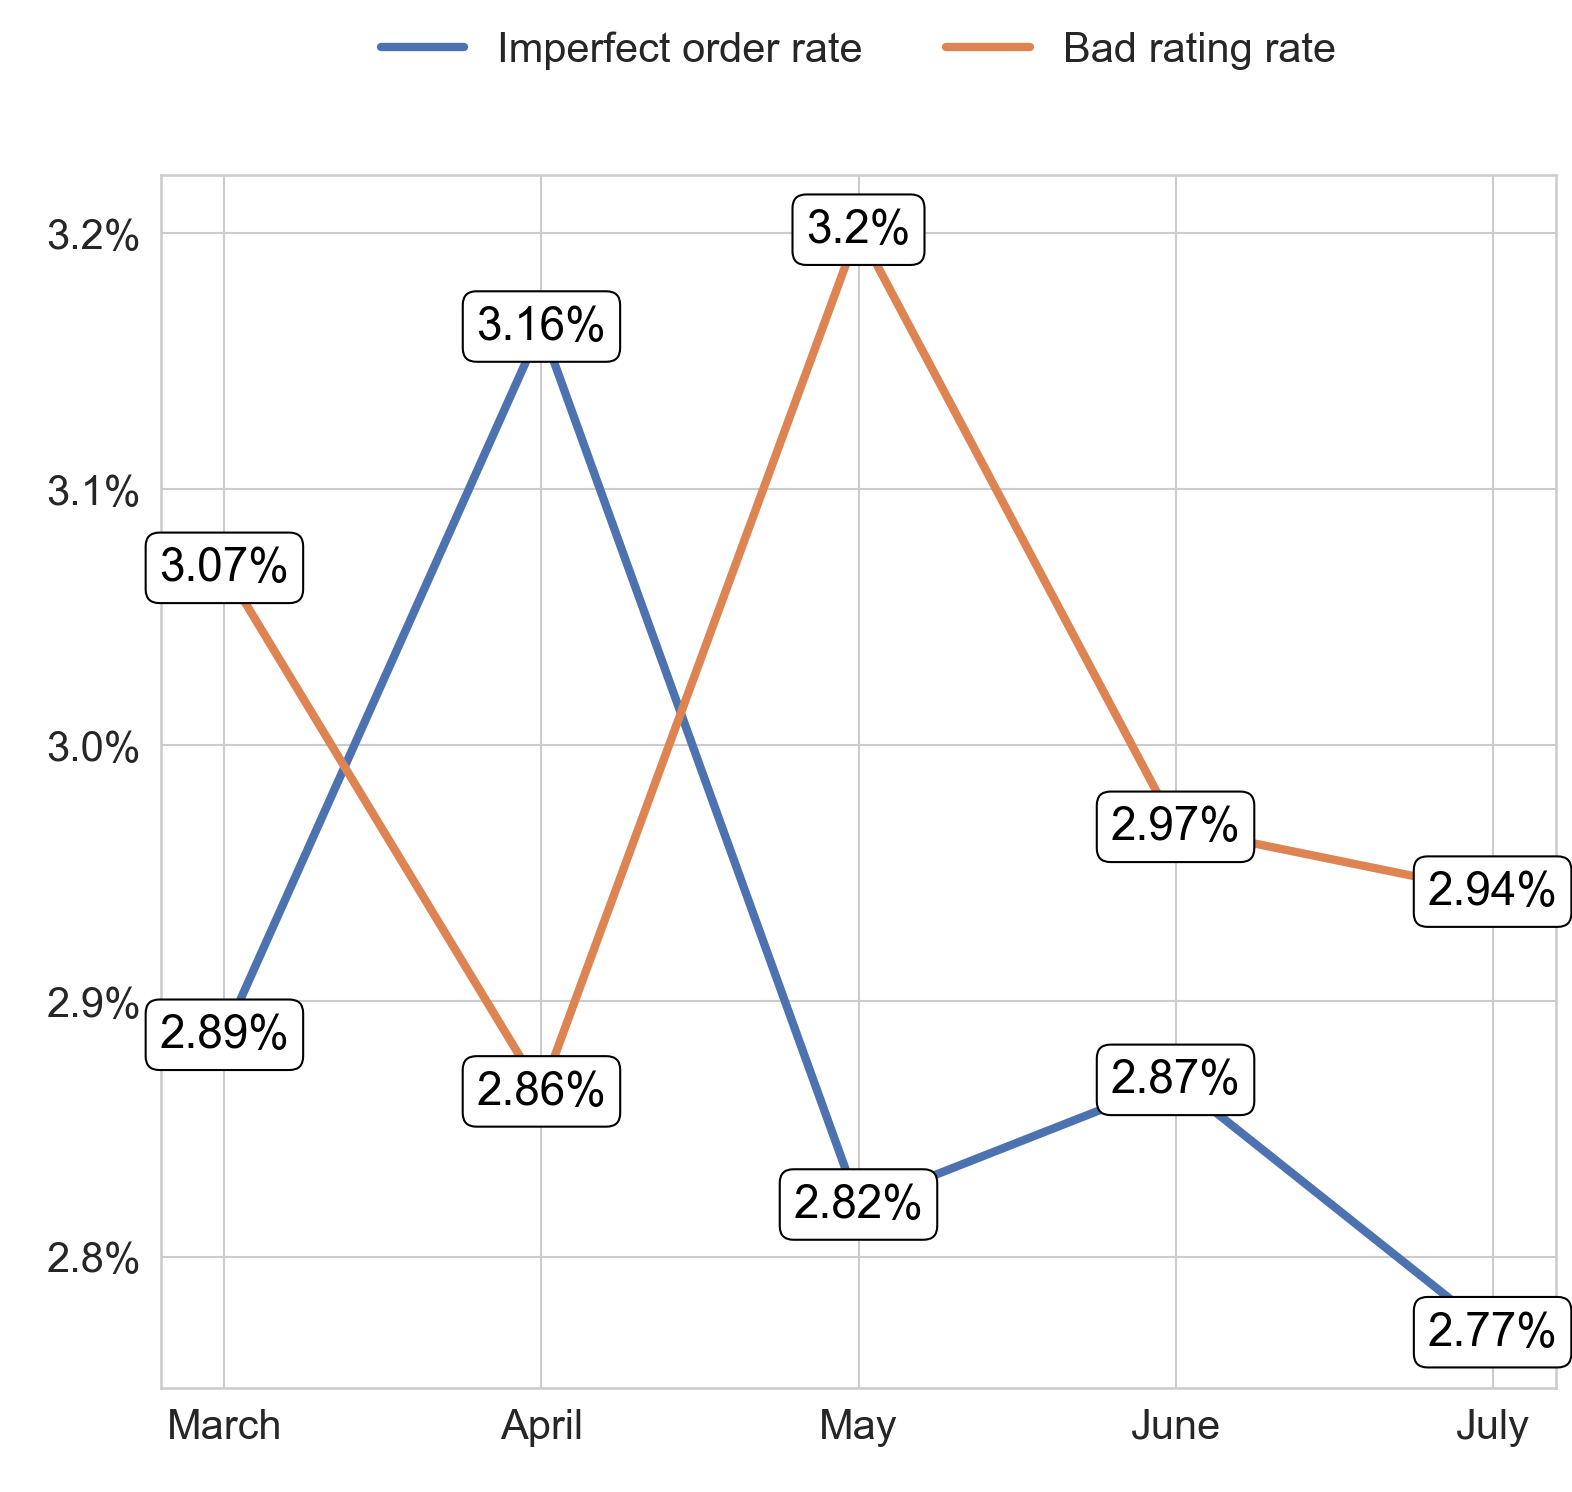 Imperfect order rate
Bad rating rate
3.2%
3.1%
3.0%
2.9%
2.8%
3.2%
3.16%
3.07%
2.97%
2.94%
2.89%
2.86%
2.87%
2.82%
2.77%
March
April
May
June
July